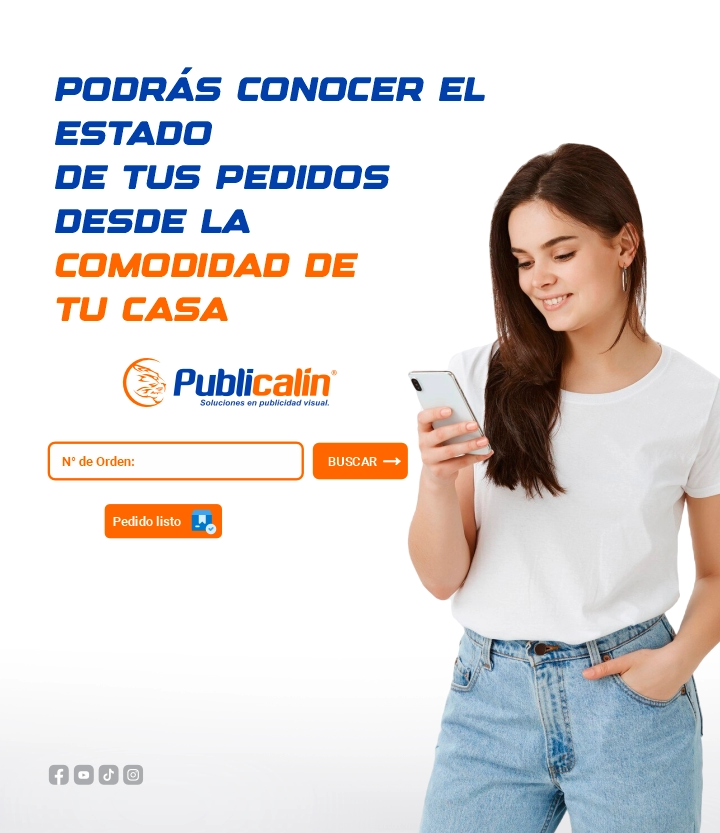 PODRÁS CONOCER EL
ESTADO
DE TUS PEDIDOS
DESDE LA
COMODIDAD DE
TU CASA
Publicalín®
Soluciones en publicidad visual.
N° de Orden:
BUSCAR
Pedido listo